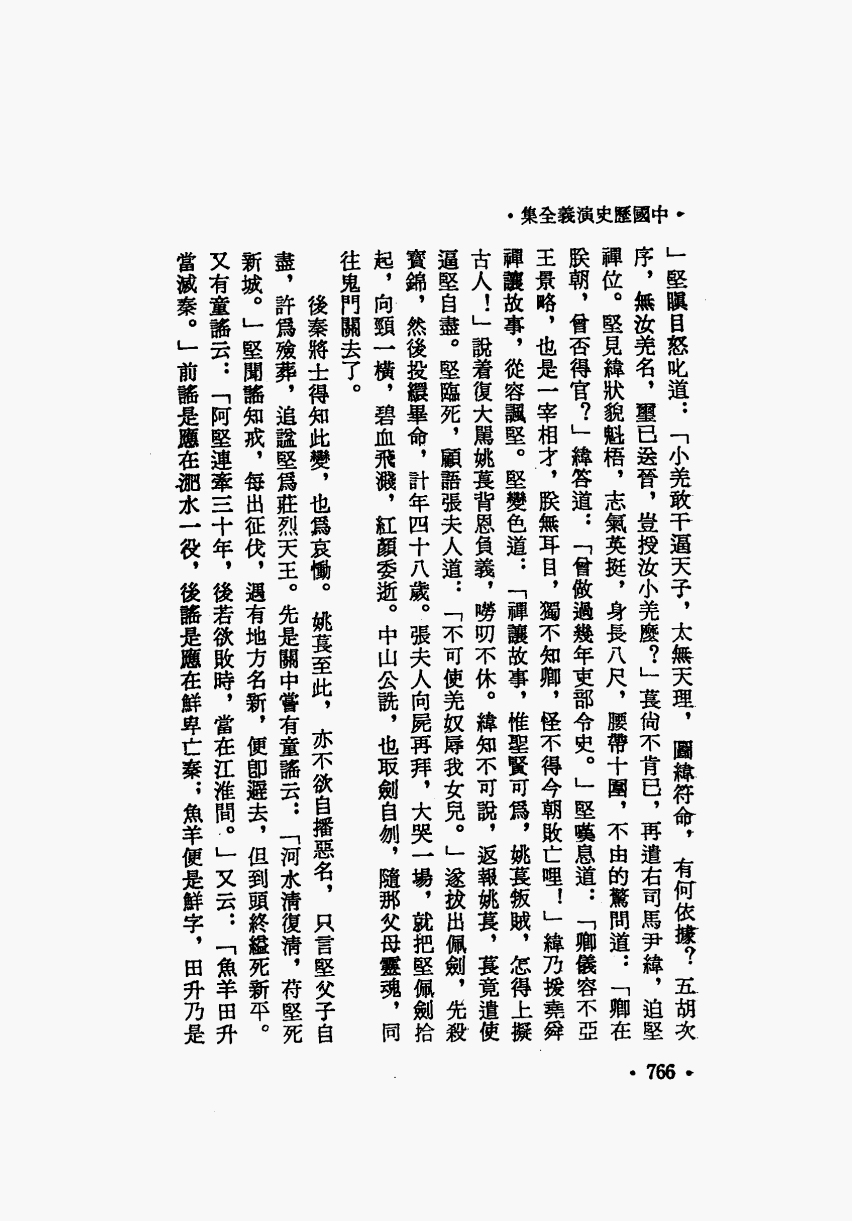 •中國歷史演義全集•
」堅瞋目怒叱道：「小羌敢干逼天子，太無天理，圖緯符命，有何依據？五胡次
序，無汝羌名，璽已送晉，豈授汝小羌麼？」萇尙不肯已，再遣右司馬尹緯，迫堅
禪位。堅見緯狀貌魁梧，志氣英挺，身長八尺，腰帶十圍，不由的驚問道：「卿在
朕朝，曾否得官？」緯答道：「曾做過幾年吏部令史。」堅嘆息道：「卿儀容不亞
王景略，也是一宰相才，朕無耳目，獨不知卿，怪不得今朝敗亡哩！」緯乃援堯舜
禪讓故事，從容諷堅。堅變色道：「禪讓故事，惟聖賢可爲，姚萇叛賊，怎得上擬
古人！」說着復大罵姚萇背恩負義，嘮叨不休。緯知不可說，返報姚萇，萇竟遣使
逼堅自盡。堅臨死，顧語張夫人道：「不可使羌奴辱我女兒。」遂拔出佩劍，先殺
寶錦，然後投繯畢命，計年四十八歲。張夫人向屍再拜，大哭一場，就把堅佩劍拾
起，向頸一橫，碧血飛濺，紅顏委逝。中山公詵，也取劍自刎，隨那父母靈魂，同
往鬼門關去了。
後秦將士得知此變，也爲哀慟。姚萇至此，亦不欲自播惡名，只言堅父子自
盡，許爲殮葬，追諡堅爲莊烈天王。先是關中嘗有童謠云：「河水清復清，苻堅死
新城。」堅聞謠知戒，每出征伐，遇有地方名新，便卽避去，但到頭終縊死新平。
又有童謠云：「阿堅連牽三十年，後若欲敗時，當在江淮間。」又云：「魚羊田升
當滅秦。」前謠是應在淝水一役，後謠是應在鮮卑亡秦；魚羊便是鮮字，田升乃是
•766•